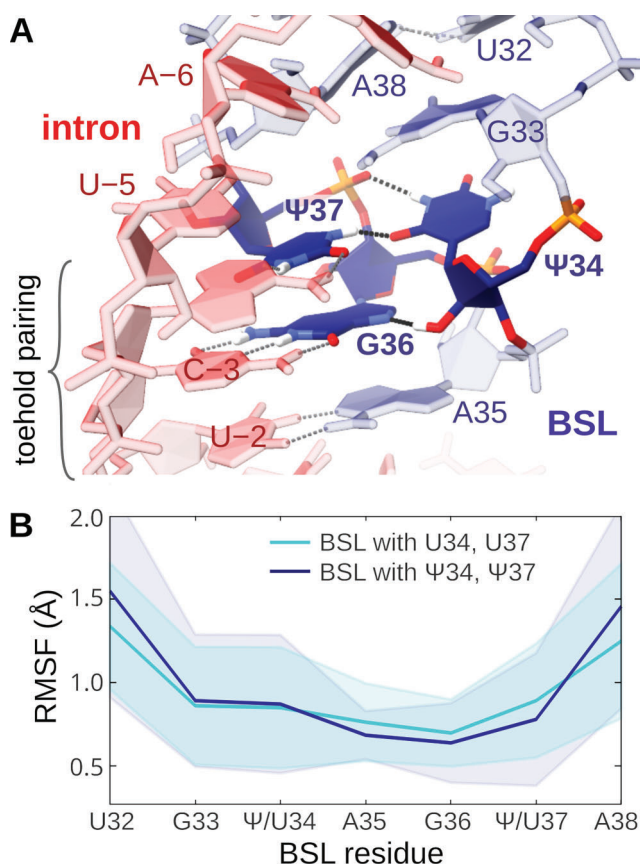 A
U32
A−6
A38
intron
G33
U−5
Ψ37
Ψ34
toehold pairing
G36
C−3
A35
U−2
BSL
B
2.0
BSL with U34, U37
BSL with Ψ34, Ψ37
1.5
RMSF (Å)
1.0
0.5
U32 G33 Ψ/U34 A35 G36 Ψ/U37 A38
BSL residue